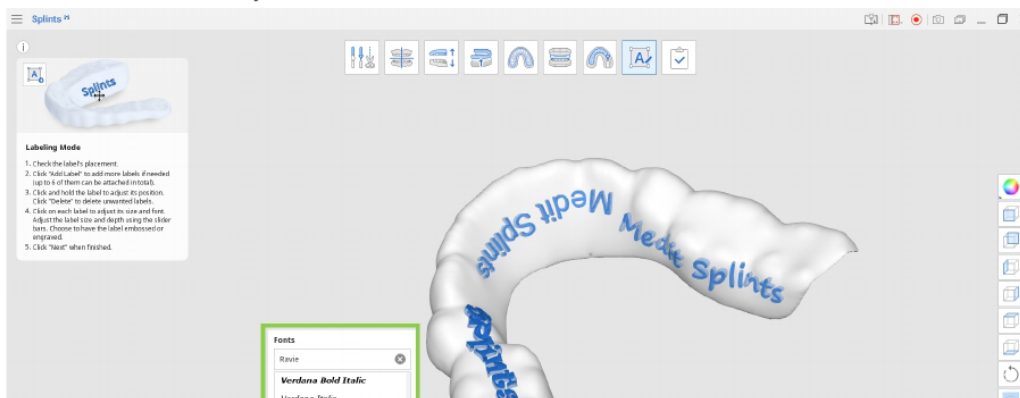 Splints
Splints
Labeling Mode
1. Check the label's placement.
2. Click "Add Label" to add more labels if needed
(up to 6 of them can be attached in total).
3. Click and hold the label to adjust its position.
Click "Delete" to delete unwanted labels.
4. Click on each label to adjust its size and font.
Adjust the label size and depth using the slider
bars. Choose to have the label embossed or
engraved.
5. Click "Next" when finished.
Medit Splints
Medit Splints
Splints
Fonts
Ravie
Verdana Bold Italic
Verdana Italic